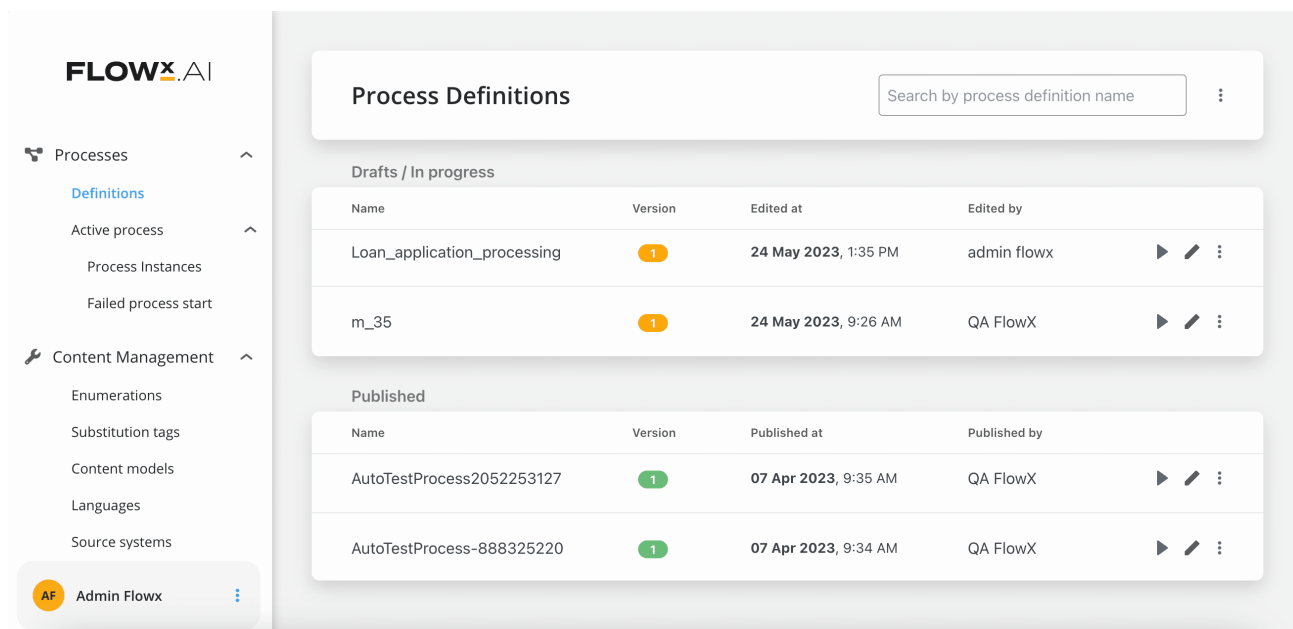 FLOWX.AI
Processes
Definitions
Active process
Process Instances
Failed process start
Content Management
Enumerations
Substitution tags
Content models
Languages
Source systems
AF Admin Flowx
Process Definitions
Search by process definition name
Drafts / In progress
Name Version Edited at Edited by
Loan_application_processing 1 24 May 2023, 1:35 PM admin flowx
m_35 1 24 May 2023, 9:26 AM QA FlowX
Published
Name Version Published at Published by
AutoTestProcess2052253127 1 07 Apr 2023, 9:35 AM QA FlowX
AutoTestProcess-888325220 1 07 Apr 2023, 9:34 AM QA FlowX